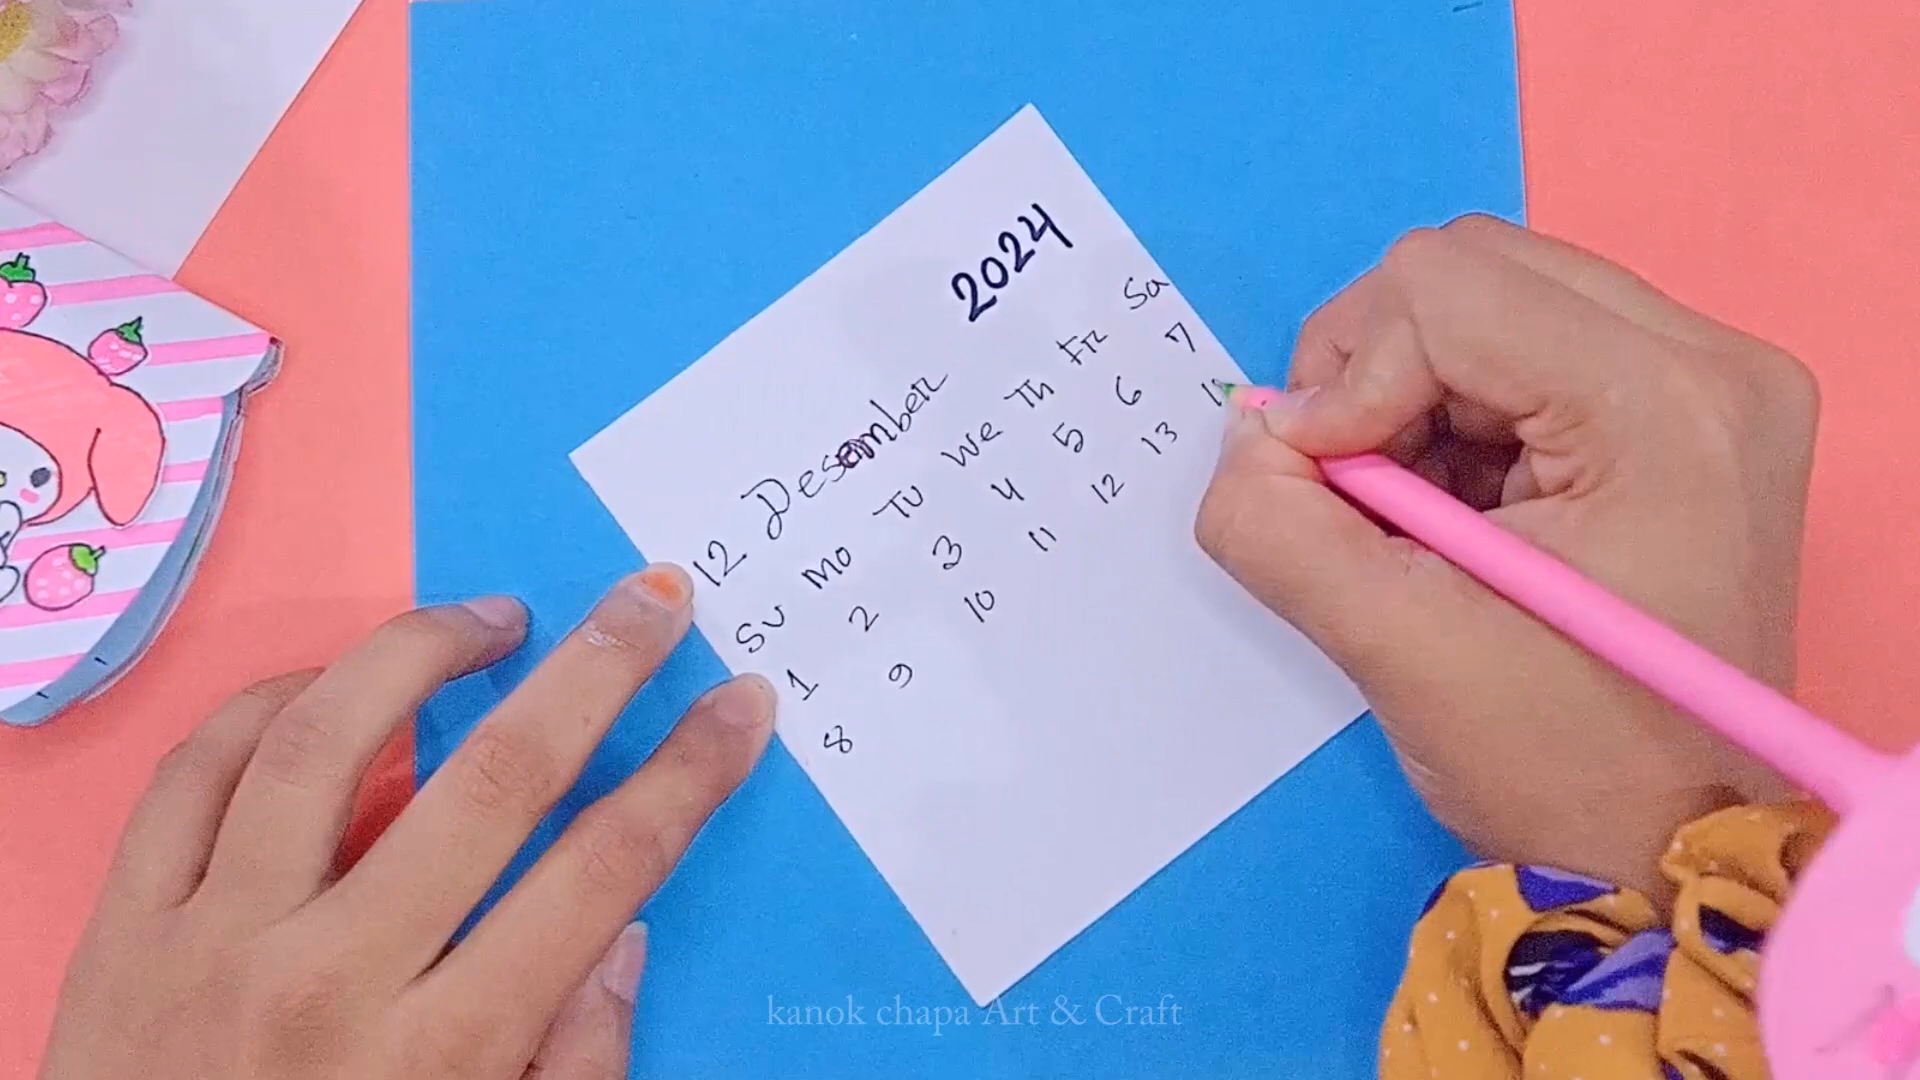 2024
12 Desember
Su Mo Tu We Th Fr Sa
1 2 3 4 5 6 7
8 9 10 11 12 13
kanok chapa Art & Craft